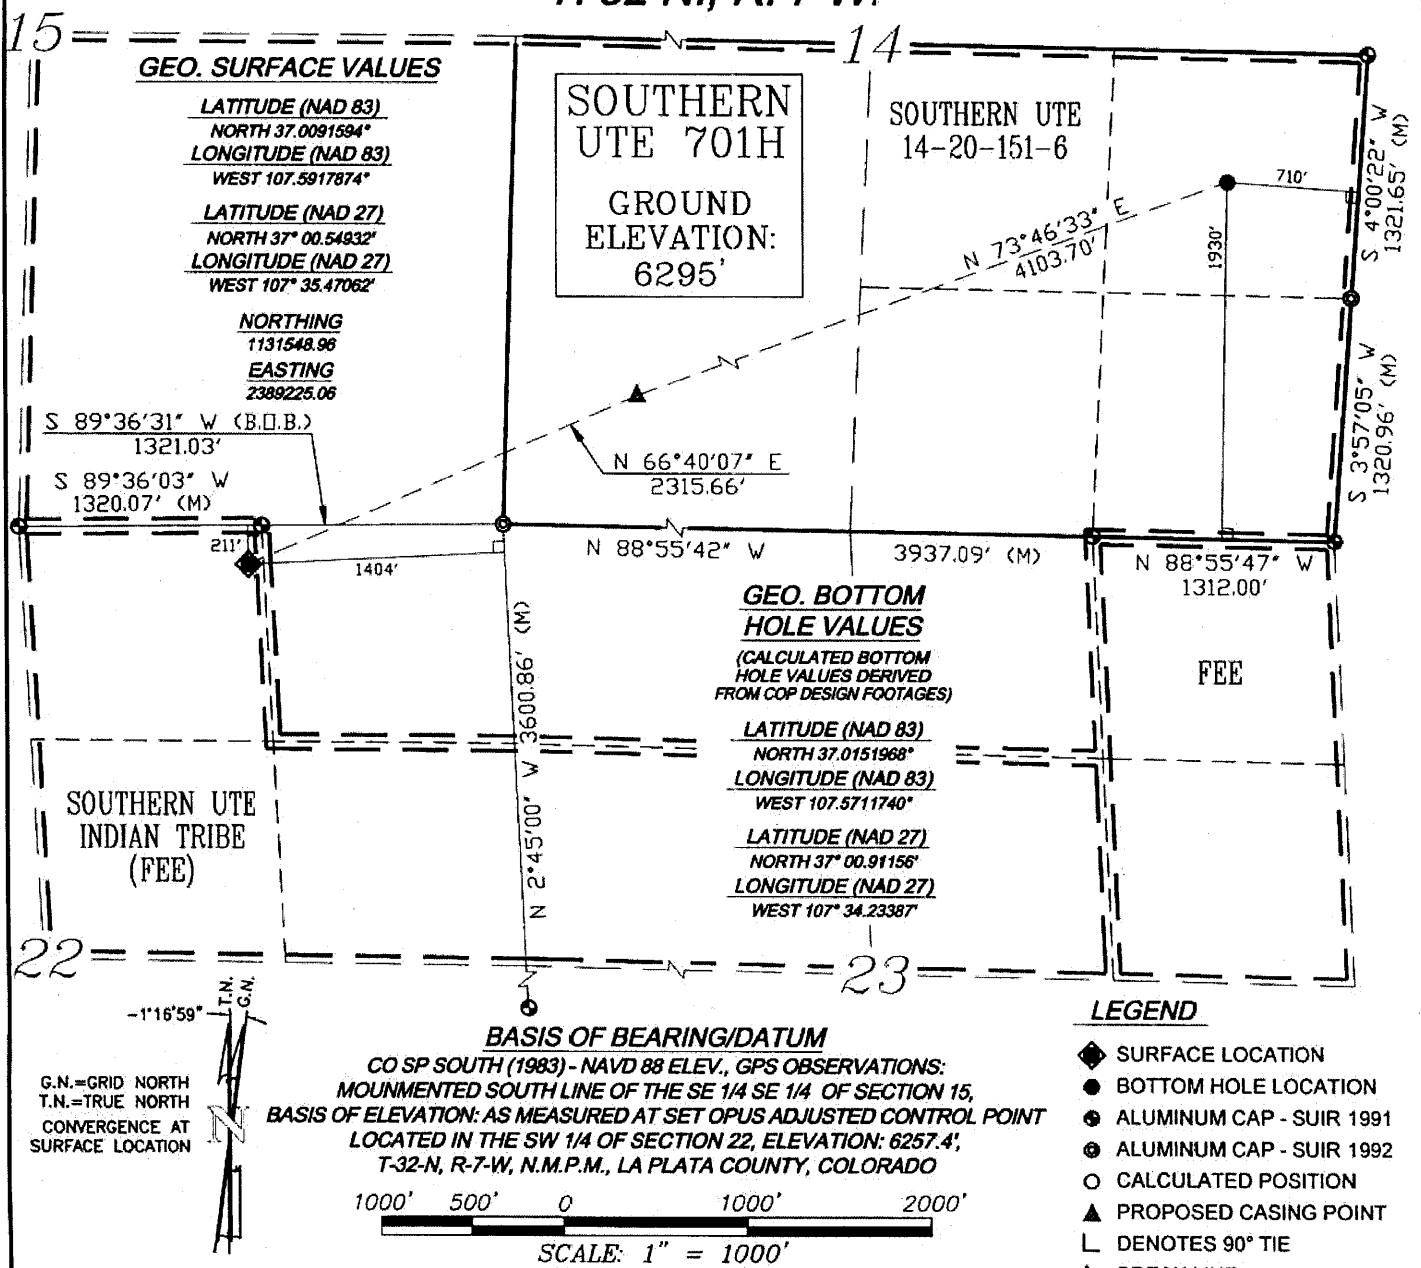 15
14
GEO. SURFACE VALUES
LATITUDE (NAD 83)
NORTH 37.0091594°
LONGITUDE (NAD 83)
WEST 107.5917874°
LATITUDE (NAD 27)
NORTH 37° 00.54932'
LONGITUDE (NAD 27)
WEST 107° 35.47062'
NORTHING
1131548.96
EASTING
2389225.06
SOUTHERN
UTE 701H
GROUND
ELEVATION:
6295'
SOUTHERN UTE
14-20-151-6
710'
1930'
S 4°00'22" W
1321.65' (M)
N 73°46'33" E
4103.70'
S 3°57'05" W
1320.96' (M)
S 89°36'31" W (B.O.B.)
1321.03'
S 89°36'03" W
1320.07' (M)
N 66°40'07" E
2315.66'
211'
1404'
N 88°55'42" W
3937.09' (M)
N 88°55'47" W
1312.00'
N 2°45'00" W 3600.86' (M)
GEO. BOTTOM
HOLE VALUES
(CALCULATED BOTTOM
HOLE VALUES DERIVED
FROM COP DESIGN FOOTAGES)
LATITUDE (NAD 83)
NORTH 37.0151968°
LONGITUDE (NAD 83)
WEST 107.5711740°
LATITUDE (NAD 27)
NORTH 37° 00.91156'
LONGITUDE (NAD 27)
WEST 107° 34.23387'
FEE
SOUTHERN UTE
INDIAN TRIBE
(FEE)
22
23
T.N.
G.N.
-1°16'59"
G.N.=GRID NORTH
T.N.=TRUE NORTH
CONVERGENCE AT
SURFACE LOCATION
N
BASIS OF BEARING/DATUM
CO SP SOUTH (1983) - NAVD 88 ELEV., GPS OBSERVATIONS:
MOUNMENTED SOUTH LINE OF THE SE 1/4 SE 1/4 OF SECTION 15,
BASIS OF ELEVATION: AS MEASURED AT SET OPUS ADJUSTED CONTROL POINT
LOCATED IN THE SW 1/4 OF SECTION 22, ELEVATION: 6257.4',
T-32-N, R-7-W, N.M.P.M., LA PLATA COUNTY, COLORADO
1000' 500' 0 1000' 2000'
SCALE: 1" = 1000'
LEGEND
SURFACE LOCATION
BOTTOM HOLE LOCATION
ALUMINUM CAP - SUIR 1991
ALUMINUM CAP - SUIR 1992
CALCULATED POSITION
PROPOSED CASING POINT
DENOTES 90° TIE